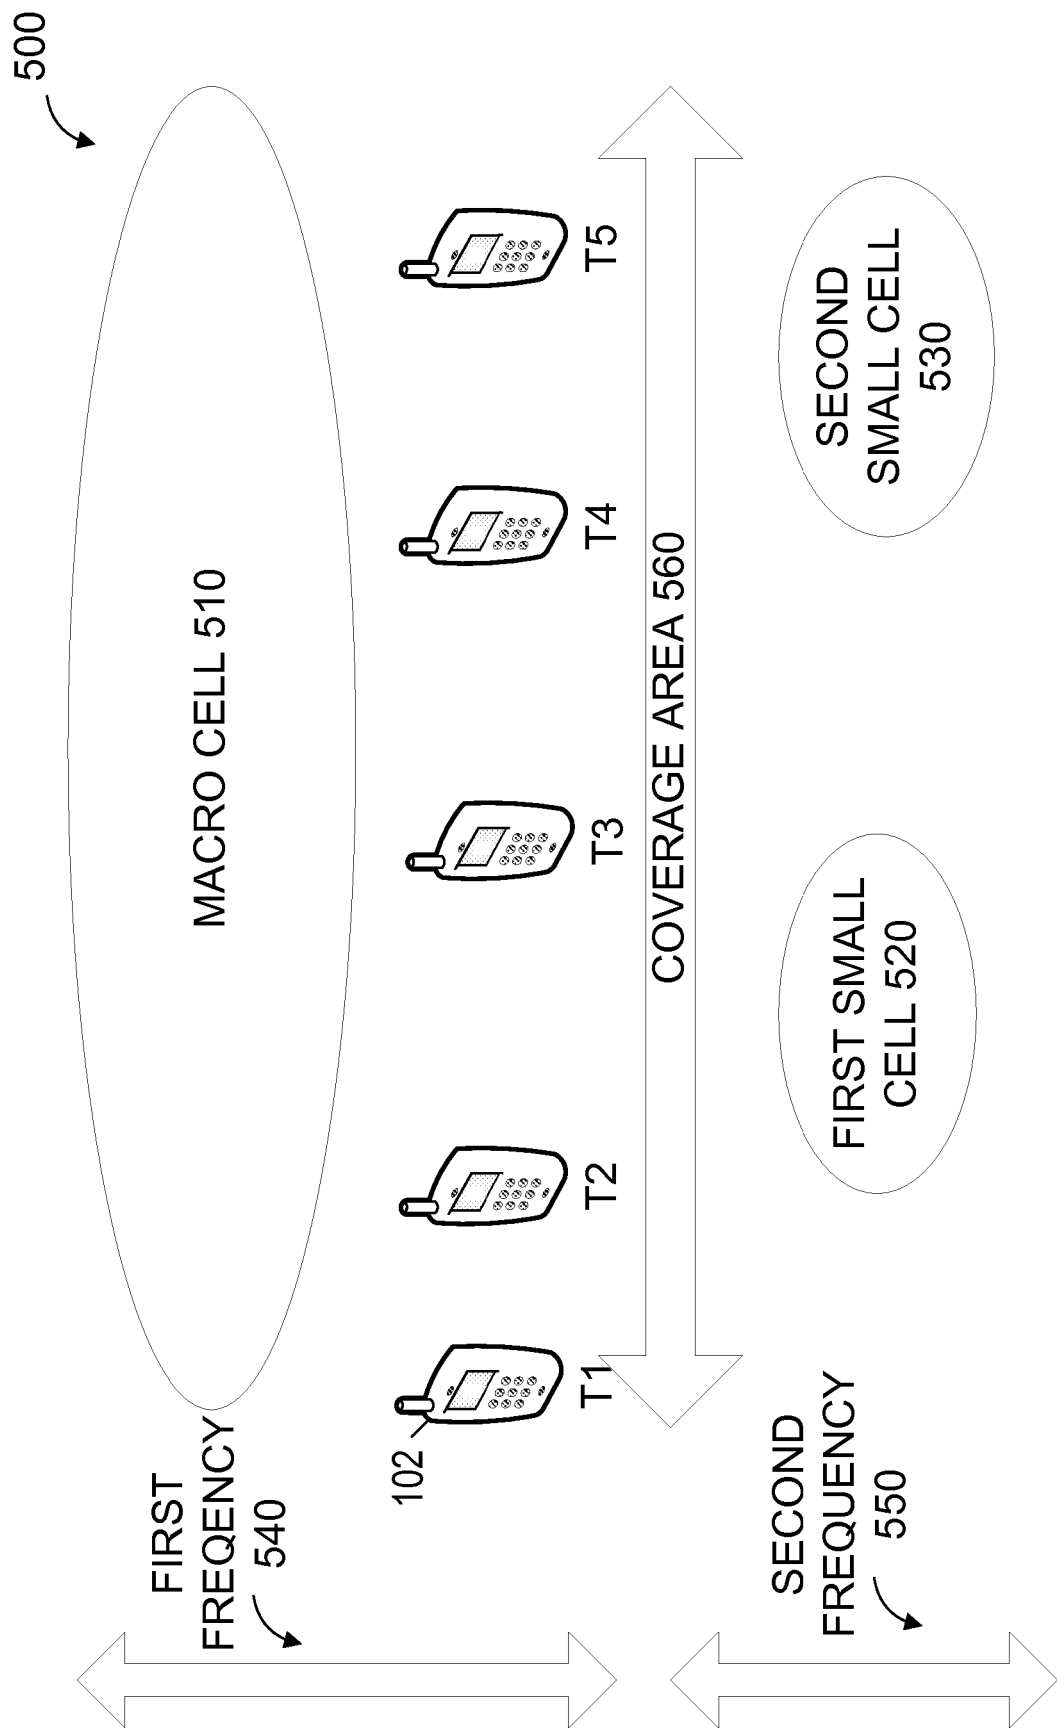 500
MACRO CELL 510
FIRST
FREQENCY
540
102
T1
T2
T3
T4
T5
COVERAGE AREA 560
SECOND
FREQUENCY
550
FIRST SMALL
CELL 520
SECOND
SMALL CELL
530